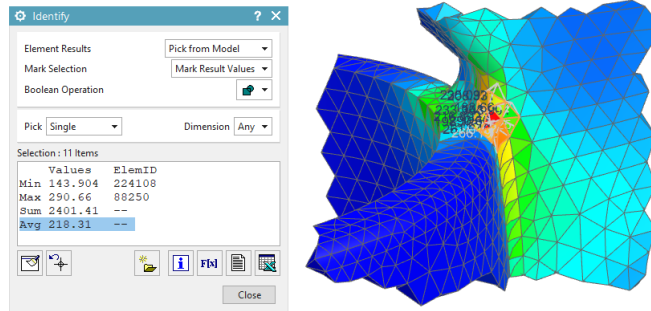 Identify
? X
Element Results Pick from Model
Mark Selection Mark Result Values
Boolean Operation
Pick Single Dimension Any
Selection : 11 Items
Values ElemID
Min 143.904 224108
Max 290.66 88250
Sum 2401.41 --
Avg 218.31 --
i F[x]
Close